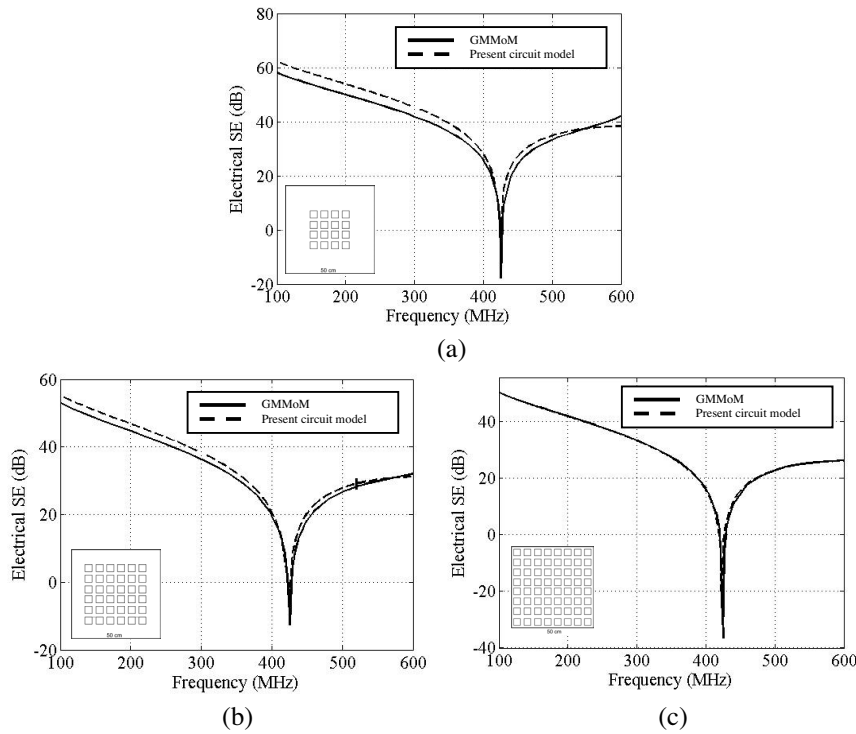 80
60
40
20
0
-20
Electrical SE (dB)
GMMoM
Present circuit model
50 cm
100 200 300 400 500 600
Frequency (MHz)
(a)
60
40
20
0
-20
Electrical SE (dB)
GMMoM
Present circuit model
50 cm
100 200 300 400 500 600
Frequency (MHz)
(b)
40
20
0
-20
-40
Electrical SE (dB)
GMMoM
Present circuit model
50 cm
100 200 300 400 500 600
Frequency (MHz)
(c)